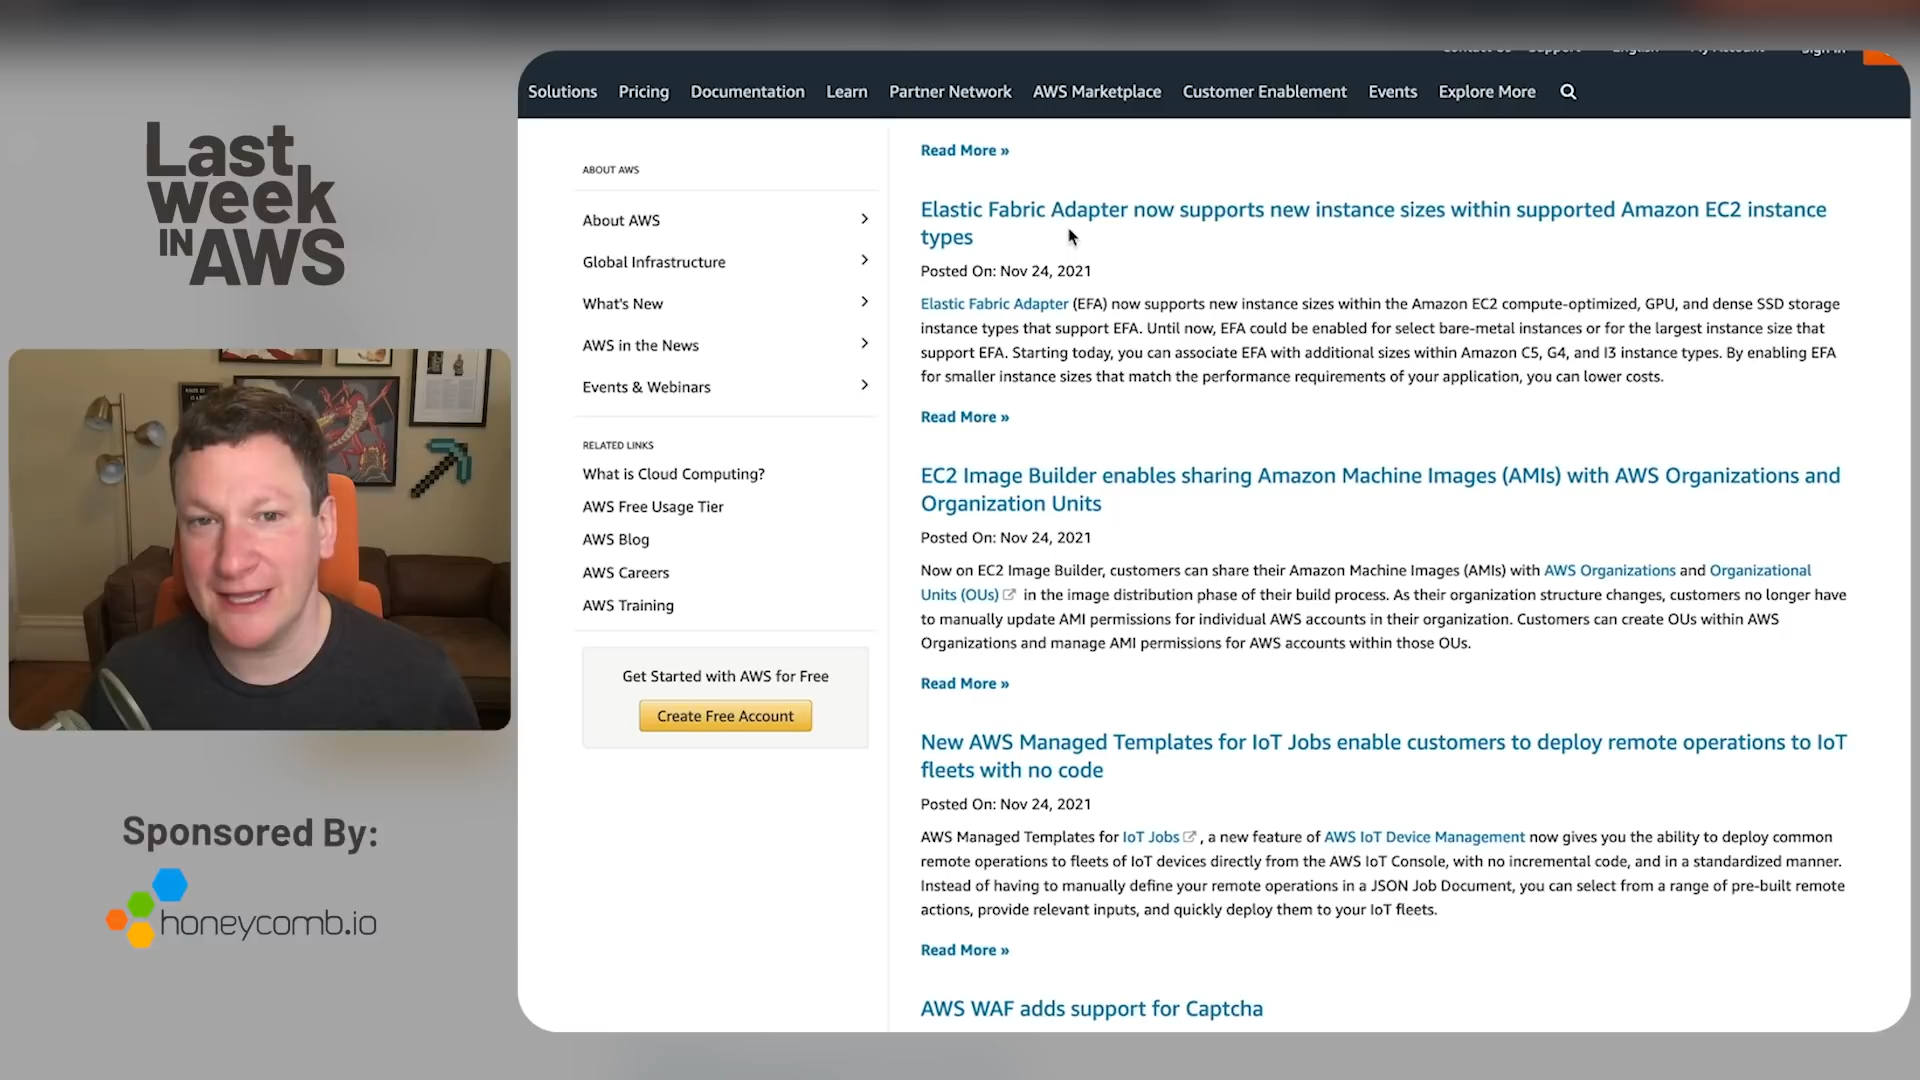 Contact Us Support English My Account Sign In
Solutions Pricing Documentation Learn Partner Network AWS Marketplace Customer Enablement Events Explore More
Last
week
IN AWS
Sponsored By:
honeycomb.io
ABOUT AWS
About AWS
Global Infrastructure
What's New
AWS in the News
Events & Webinars
RELATED LINKS
What is Cloud Computing?
AWS Free Usage Tier
AWS Blog
AWS Careers
AWS Training
Get Started with AWS for Free
Create Free Account
Read More »
Elastic Fabric Adapter now supports new instance sizes within supported Amazon EC2 instance
types
Posted On: Nov 24, 2021
Elastic Fabric Adapter (EFA) now supports new instance sizes within the Amazon EC2 compute-optimized, GPU, and dense SSD storage
instance types that support EFA. Until now, EFA could be enabled for select bare-metal instances or for the largest instance size that
support EFA. Starting today, you can associate EFA with additional sizes within Amazon C5, G4, and I3 instance types. By enabling EFA
for smaller instance sizes that match the performance requirements of your application, you can lower costs.
Read More »
EC2 Image Builder enables sharing Amazon Machine Images (AMIs) with AWS Organizations and
Organization Units
Posted On: Nov 24, 2021
Now on EC2 Image Builder, customers can share their Amazon Machine Images (AMIs) with AWS Organizations and Organizational
Units (OUs) in the image distribution phase of their build process. As their organization structure changes, customers no longer have
to manually update AMI permissions for individual AWS accounts in their organization. Customers can create OUs within AWS
Organizations and manage AMI permissions for AWS accounts within those OUs.
Read More »
New AWS Managed Templates for IoT Jobs enable customers to deploy remote operations to IoT
fleets with no code
Posted On: Nov 24, 2021
AWS Managed Templates for IoT Jobs , a new feature of AWS IoT Device Management now gives you the ability to deploy common
remote operations to fleets of IoT devices directly from the AWS IoT Console, with no incremental code, and in a standardized manner.
Instead of having to manually define your remote operations in a JSON Job Document, you can select from a range of pre-built remote
actions, provide relevant inputs, and quickly deploy them to your IoT fleets.
Read More »
AWS WAF adds support for Captcha